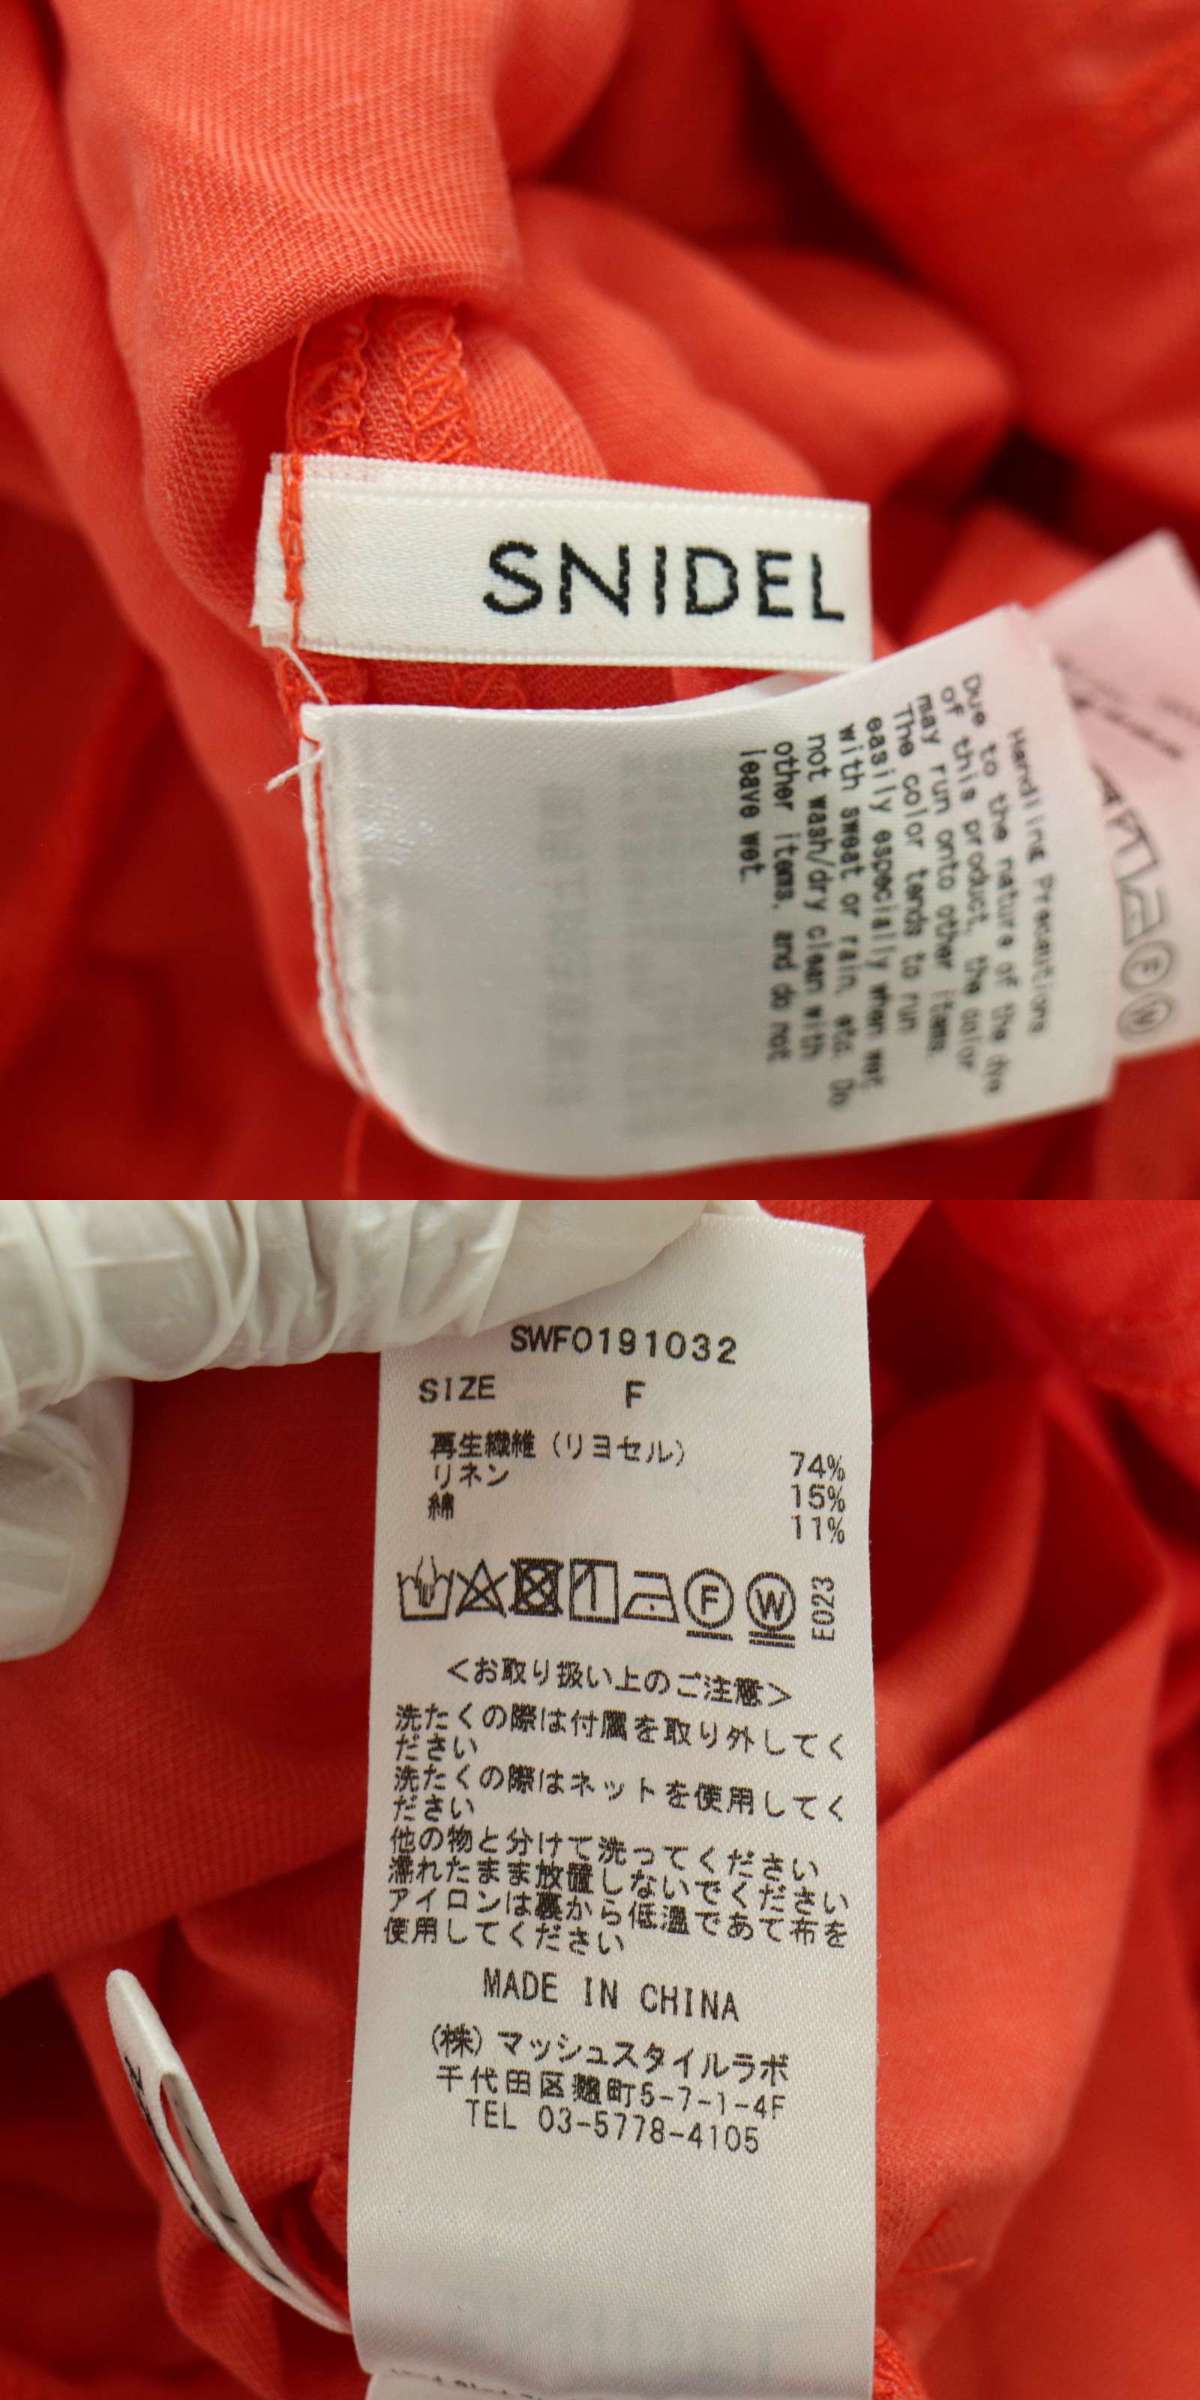 SNIDEL
Handling Precautions
Due to the nature of the dye
of this product, the color
may run onto other items.
The color tends to run
easily especially when wet
with sweat or rain, etc. Do
not wash/dry clean with
other items, and do not
leave wet.
F
W
SWF0191032
SIZE F
再生繊維（リヨセル） 74%
リネン 15%
綿 11%
F W E023
＜お取り扱い上のご注意＞
洗たくの際は付属を取り外してく
ださい
洗たくの際はネットを使用してく
ださい
他の物と分けて洗ってください
濡れたまま放置しないでください
アイロンは裏から低温であて布を
使用してください
MADE IN CHINA
(株) マッシュスタイルラボ
千代田区麹町5-7-1-4F
TEL 03-5778-4105